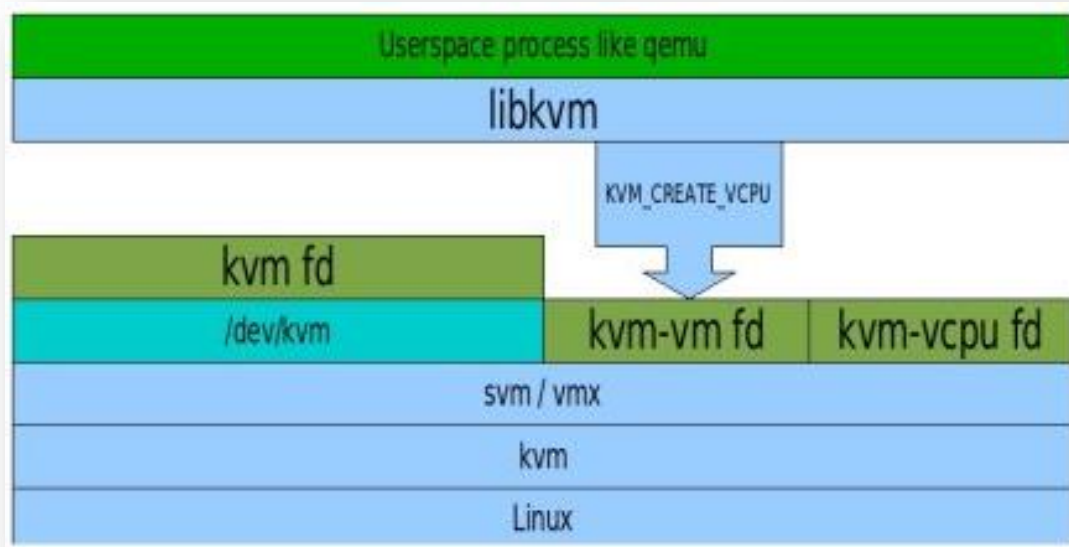 Userspace process like qemu
libkvm
KVM_CREATE_VCPU
kvm fd
/dev/kvm
kvm-vm fd
kvm-vcpu fd
svm / vmx
kvm
Linux